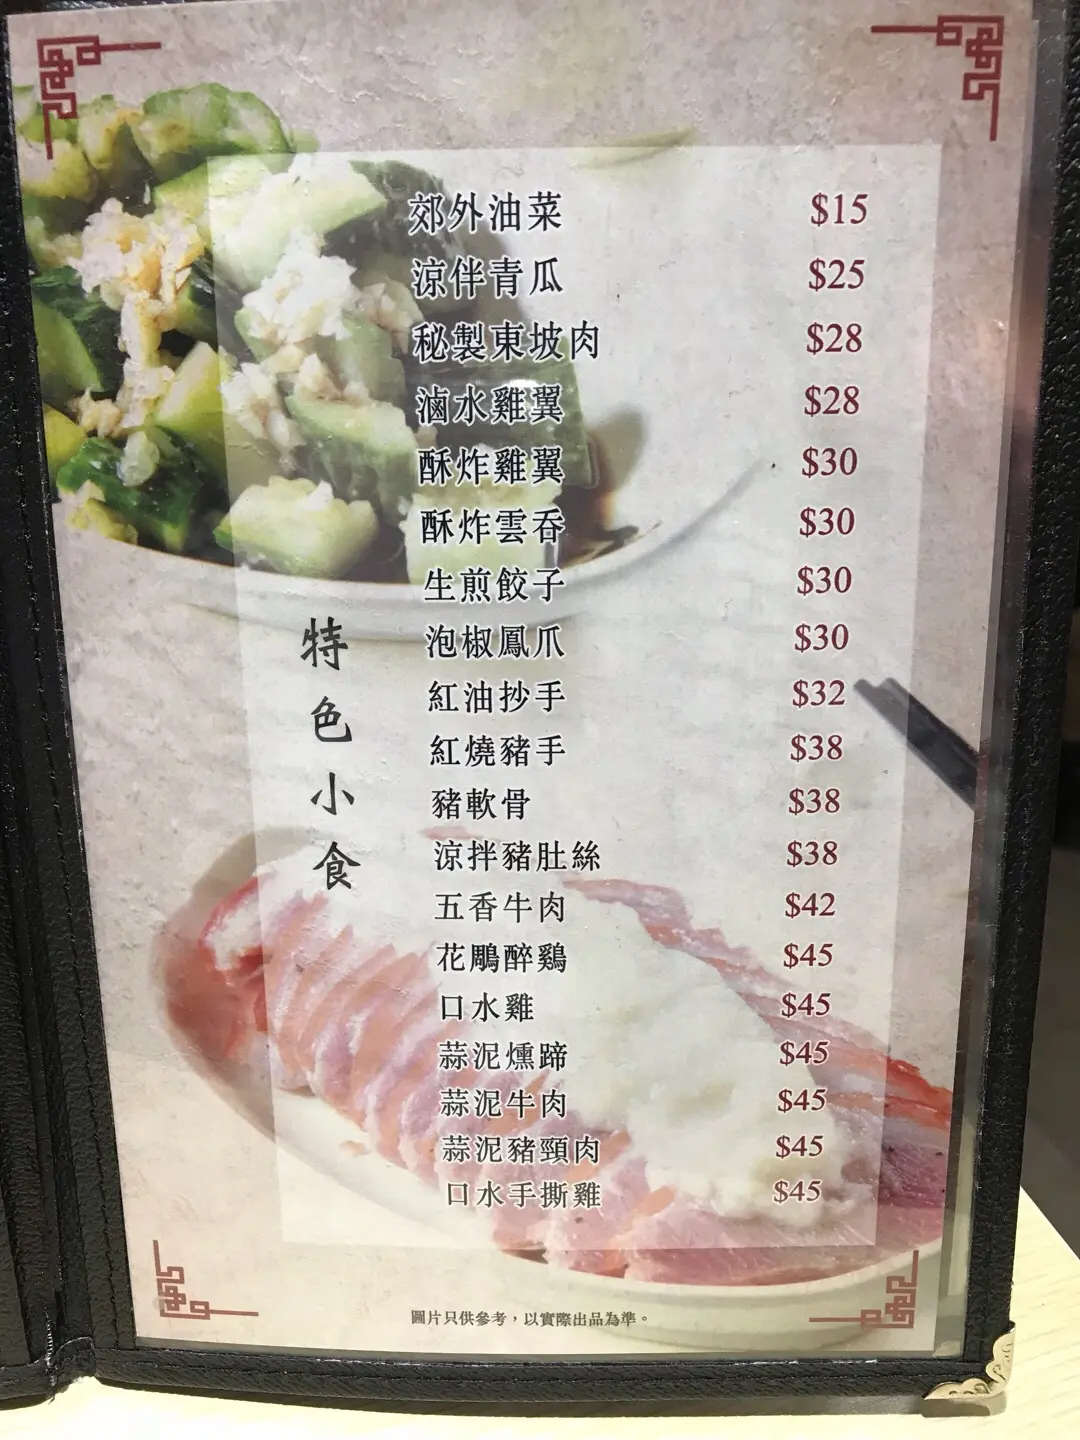 特色小食
郊外油菜 $15
涼伴青瓜 $25
秘製東坡肉 $28
滷水雞翼 $28
酥炸雞翼 $30
酥炸雲吞 $30
生煎餃子 $30
泡椒鳳爪 $30
紅油抄手 $32
紅燒豬手 $38
豬軟骨 $38
涼拌豬肚絲 $38
五香牛肉 $42
花鵰醉鷄 $45
口水雞 $45
蒜泥燻蹄 $45
蒜泥牛肉 $45
蒜泥豬頸肉 $45
口水手撕雞 $45
圖片只供參考，以實際出品為準。